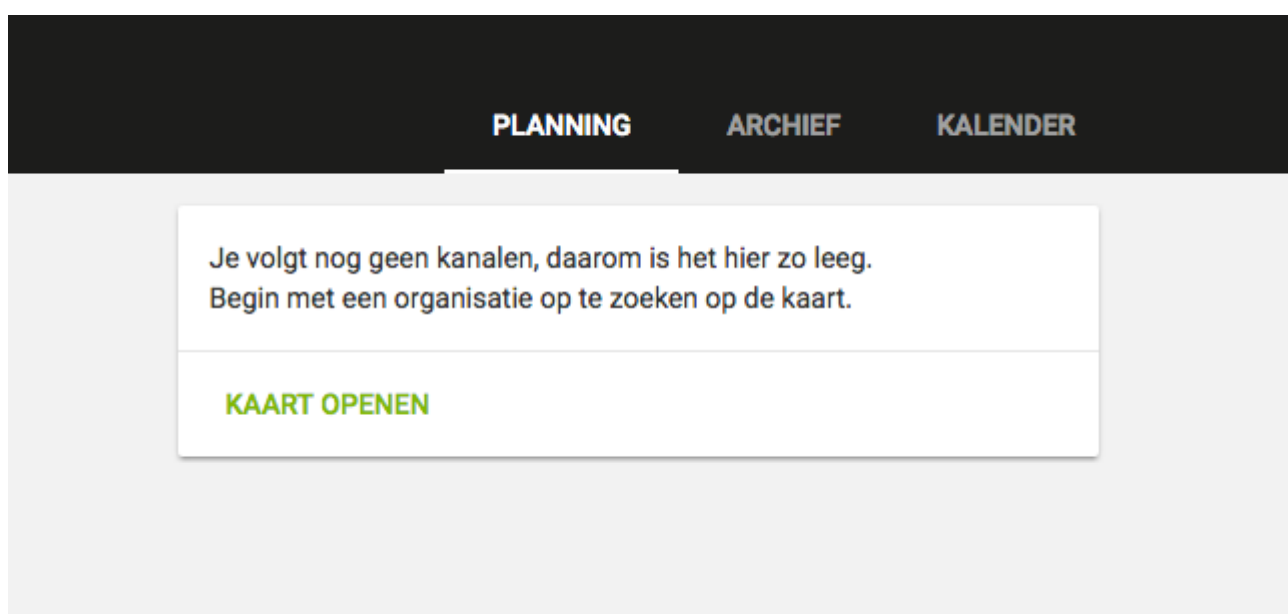 PLANNING ARCHIEF KALENDER
Je volgt nog geen kanalen, daarom is het hier zo leeg.
Begin met een organisatie op te zoeken op de kaart.
KAART OPENEN